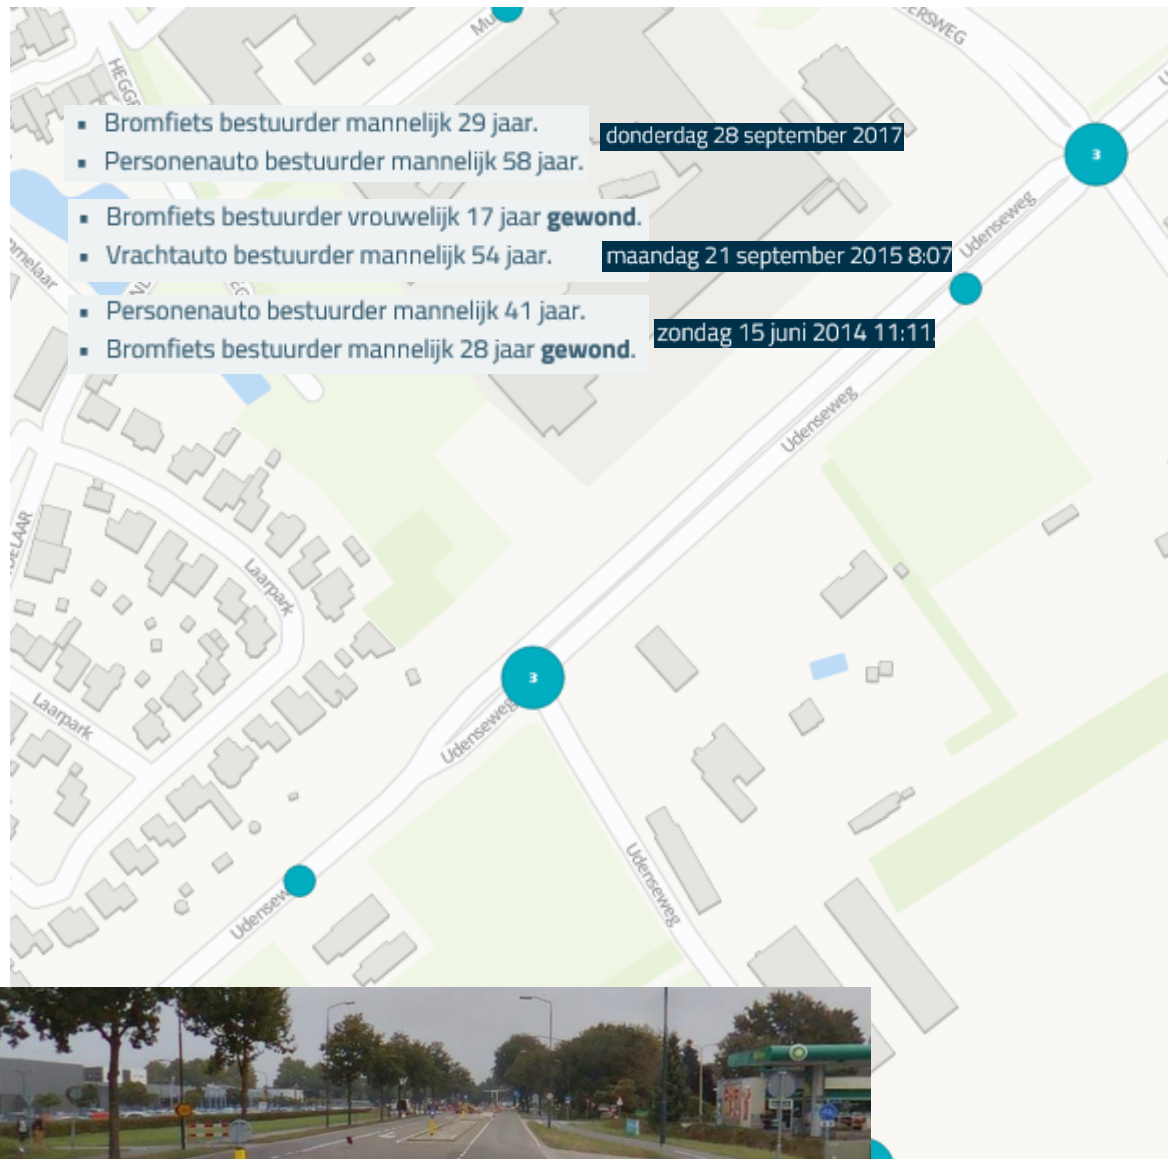 HEGGE
Bromfiets bestuurder mannelijk 29 jaar.
Personenauto bestuurder mannelijk 58 jaar.
donderdag 28 september 2017
Bromfiets bestuurder vrouwelijk 17 jaar gewond.
Vrachtauto bestuurder mannelijk 54 jaar.
maandag 21 september 2015 8:07
Personenauto bestuurder mannelijk 41 jaar.
Bromfiets bestuurder mannelijk 28 jaar gewond.
zondag 15 juni 2014 11:11.
3
Udenseweg
Udenseweg
Laarpark
3
Laarpark
Udenseweg
Udenseweg
Udensew